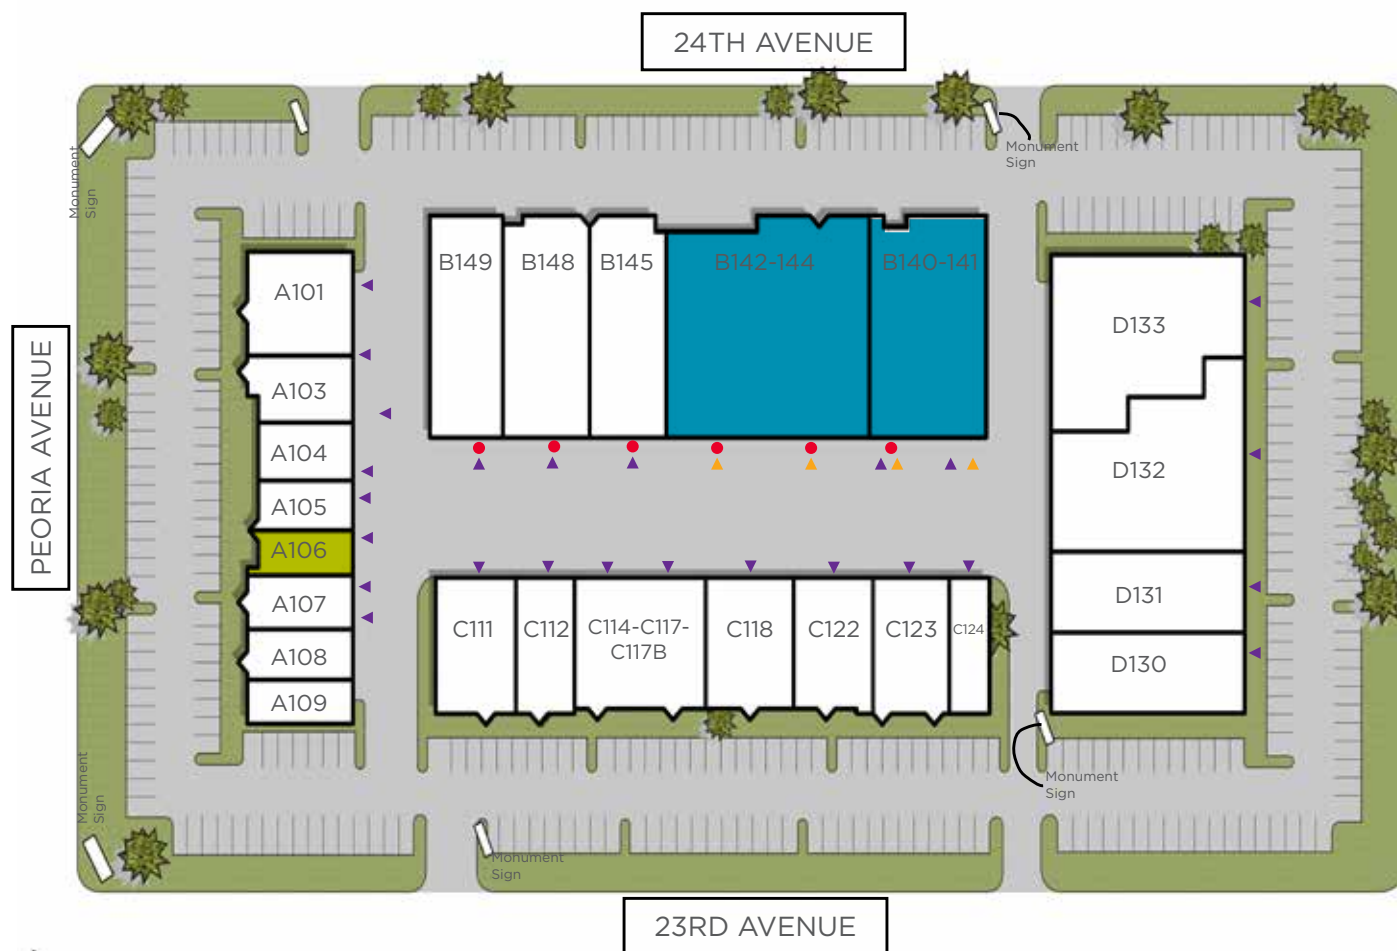 24TH AVENUE
Monument
Sign
Monument
Sign
B149
B148
B145
B142-144
B140-141
A101
A103
A104
A105
A106
A107
A108
A109
PEORIA AVENUE
D133
D132
D131
D130
C111
C112
C114-C117-
C117B
C118
C122
C123
C124
Monument
Sign
Monument
Sign
Monument
Sign
23RD AVENUE